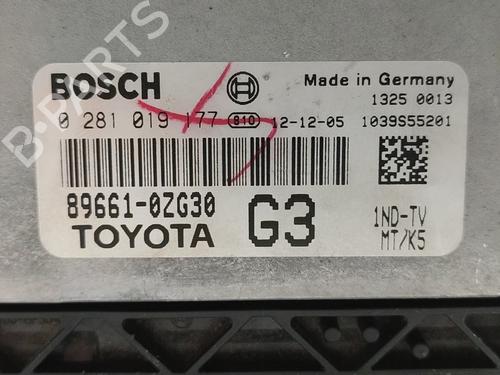 B-PARTS
BOSCH
Made in Germany
1325 0013
0 281 019 177 810 12-12-05 1039S55201
89661-0ZG30
TOYOTA
G3
1ND-TV
MT/K5